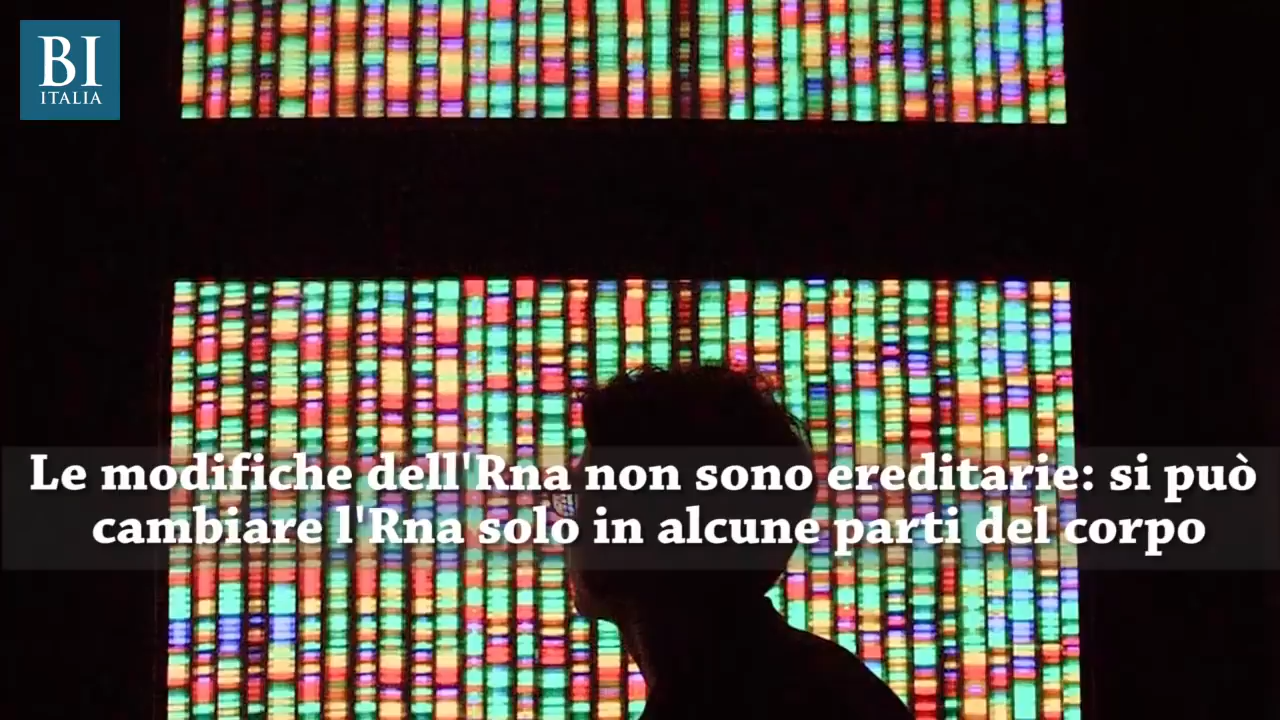 BI
ITALIA
Le modifiche dell'Rna non sono ereditarie: si può
cambiare l'Rna solo in alcune parti del corpo